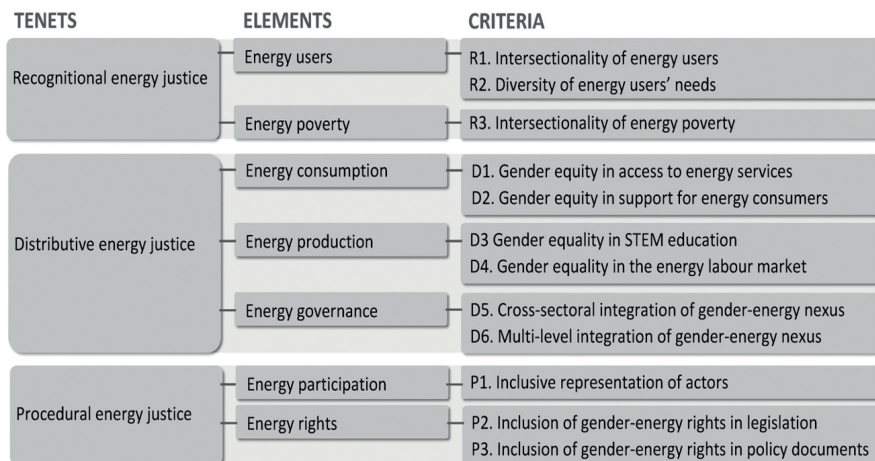 TENETS
ELEMENTS
CRITERIA
Recognitional energy justice
Energy users
R1. Intersectionality of energy users
R2. Diversity of energy users' needs
Energy poverty
R3. Intersectionality of energy poverty
Distributive energy justice
Energy consumption
D1. Gender equity in access to energy services
D2. Gender equity in support for energy consumers
Energy production
D3 Gender equality in STEM education
D4. Gender equality in the energy labour market
Energy governance
D5. Cross-sectoral integration of gender-energy nexus
D6. Multi-level integration of gender-energy nexus
Procedural energy justice
Energy participation
P1. Inclusive representation of actors
Energy rights
P2. Inclusion of gender-energy rights in legislation
P3. Inclusion of gender-energy rights in policy documents